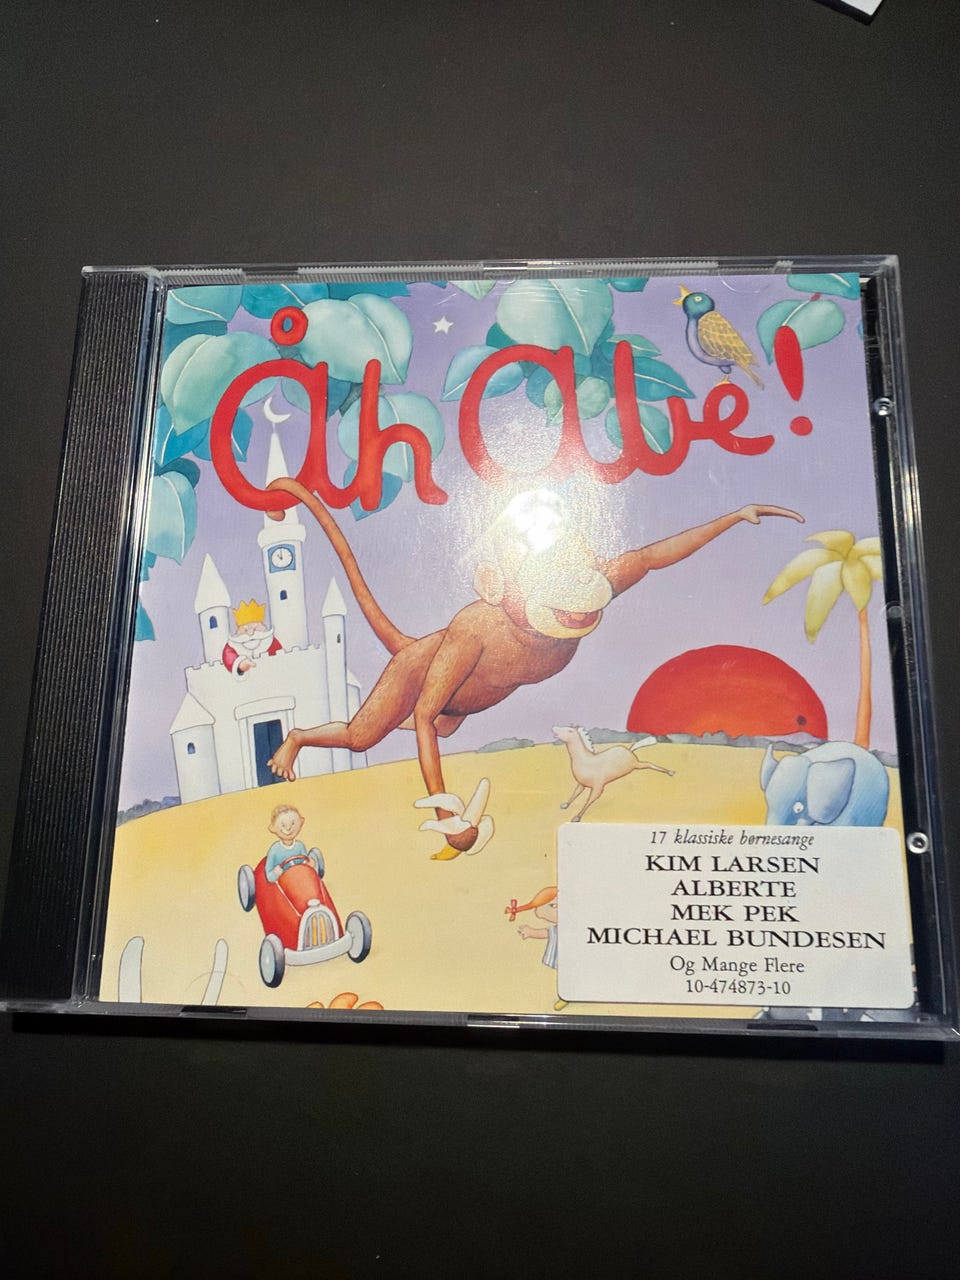 Åh Abe!
17 klassiske børnesange
KIM LARSEN
ALBERTE
MEK PEK
MICHAEL BUNDESEN
Og Mange Flere
10-474873-10